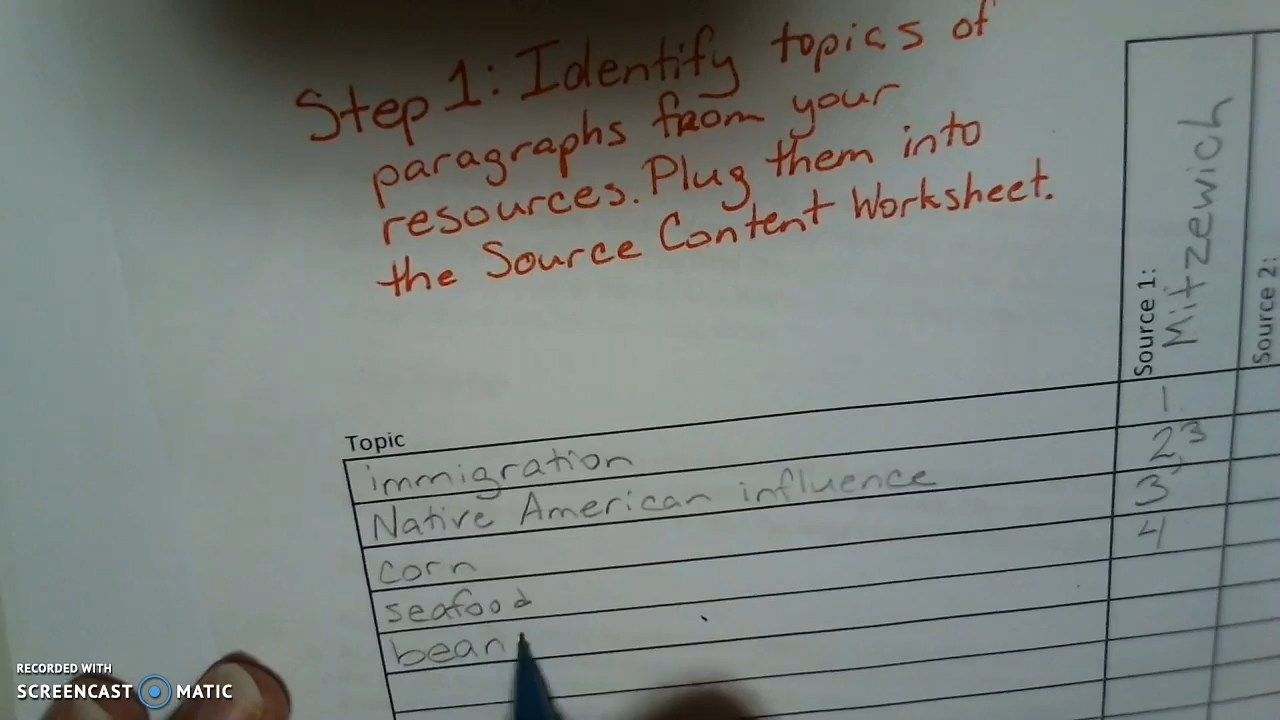 Step 1: Identify topics of
paragraphs from your
resources. Plug them into
the Source Content Worksheet.
Source 1:
Mitzewich
Source 2:
Topic
immigration 1
Native American influence 2,3
corn 3
seafood 4
bean
RECORDED WITH
SCREENCAST MATIC